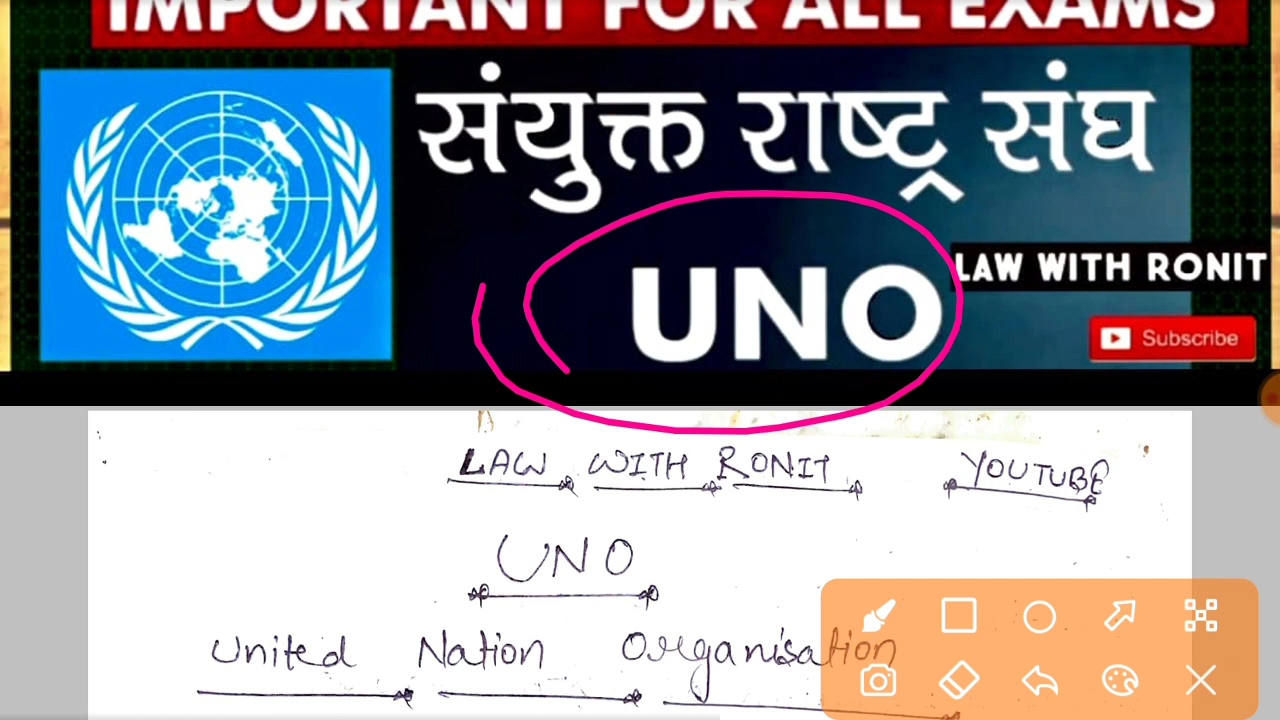 IMPORTANT FOR ALL EXAMS
संयुक्त राष्ट्र संघ
UNO
LAW WITH RONIT
Subscribe
LAW WITH RONIT YOUTUBE
UNO
United Nation Organisation